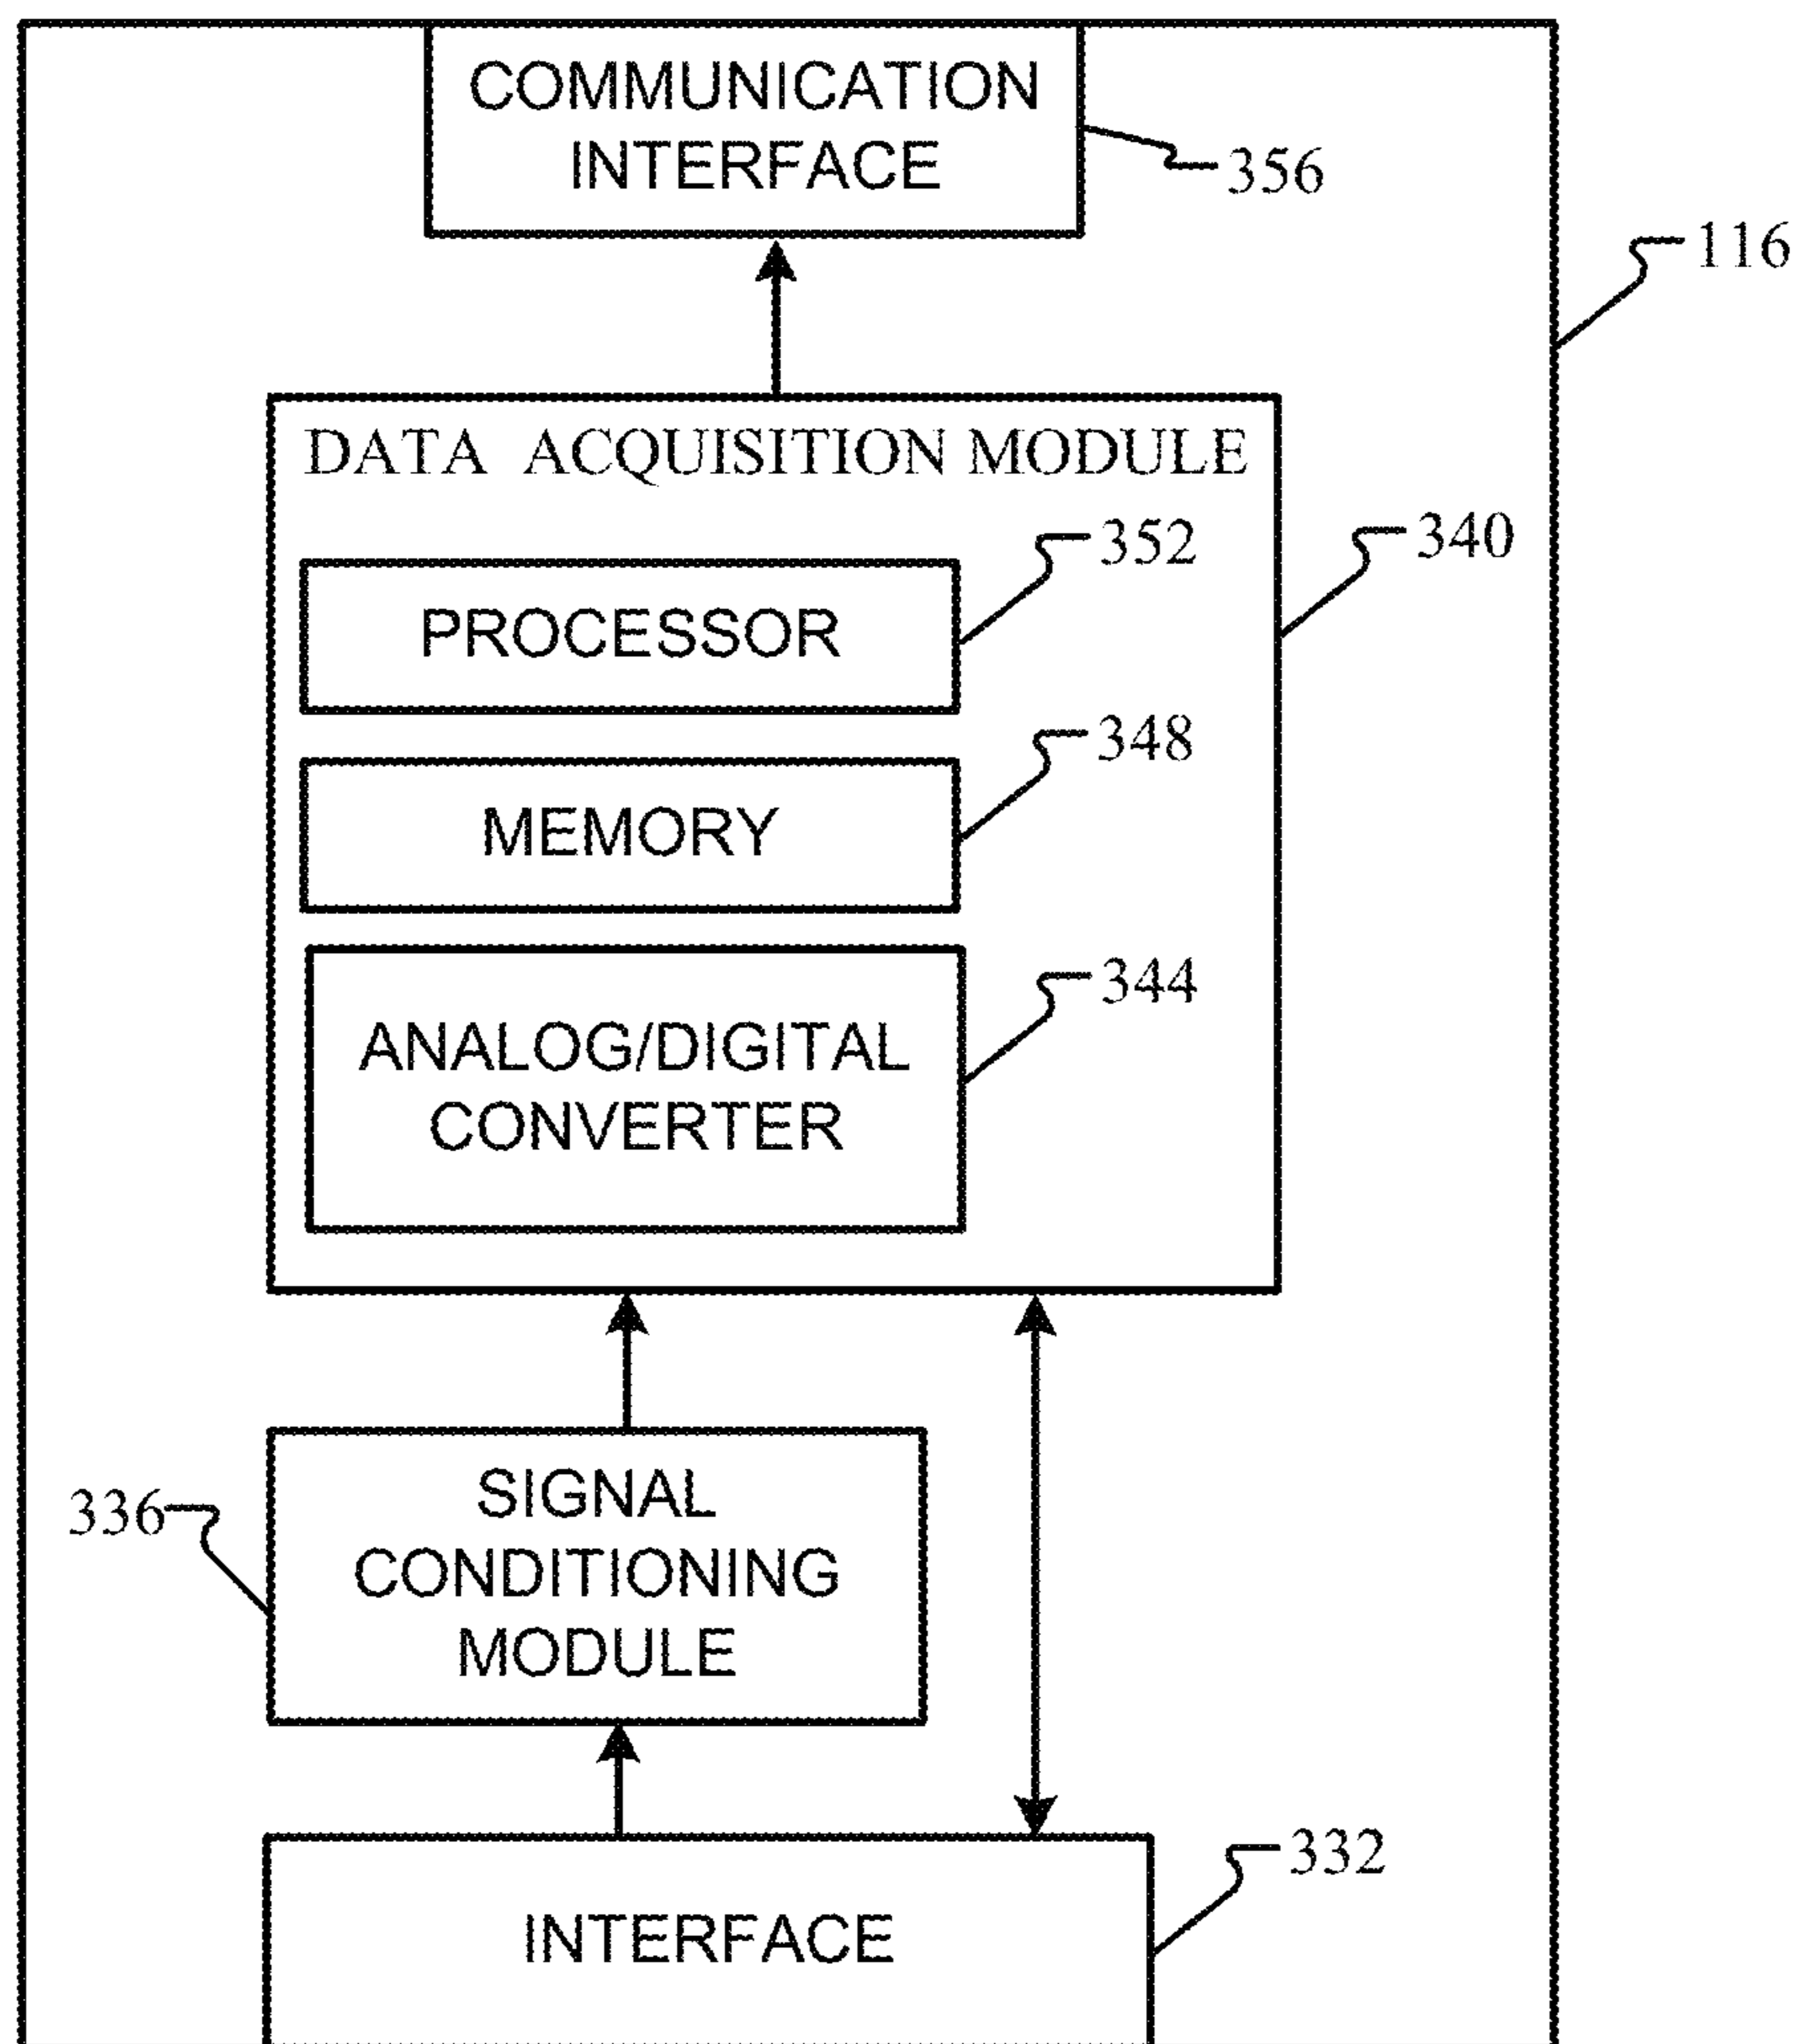 COMMUNICATION
INTERFACE
356
116
DATA ACQUISITION MODULE
352
340
PROCESSOR
348
MEMORY
344
ANALOG/DIGITAL
CONVERTER
336
SIGNAL
CONDITIONING
MODULE
332
INTERFACE